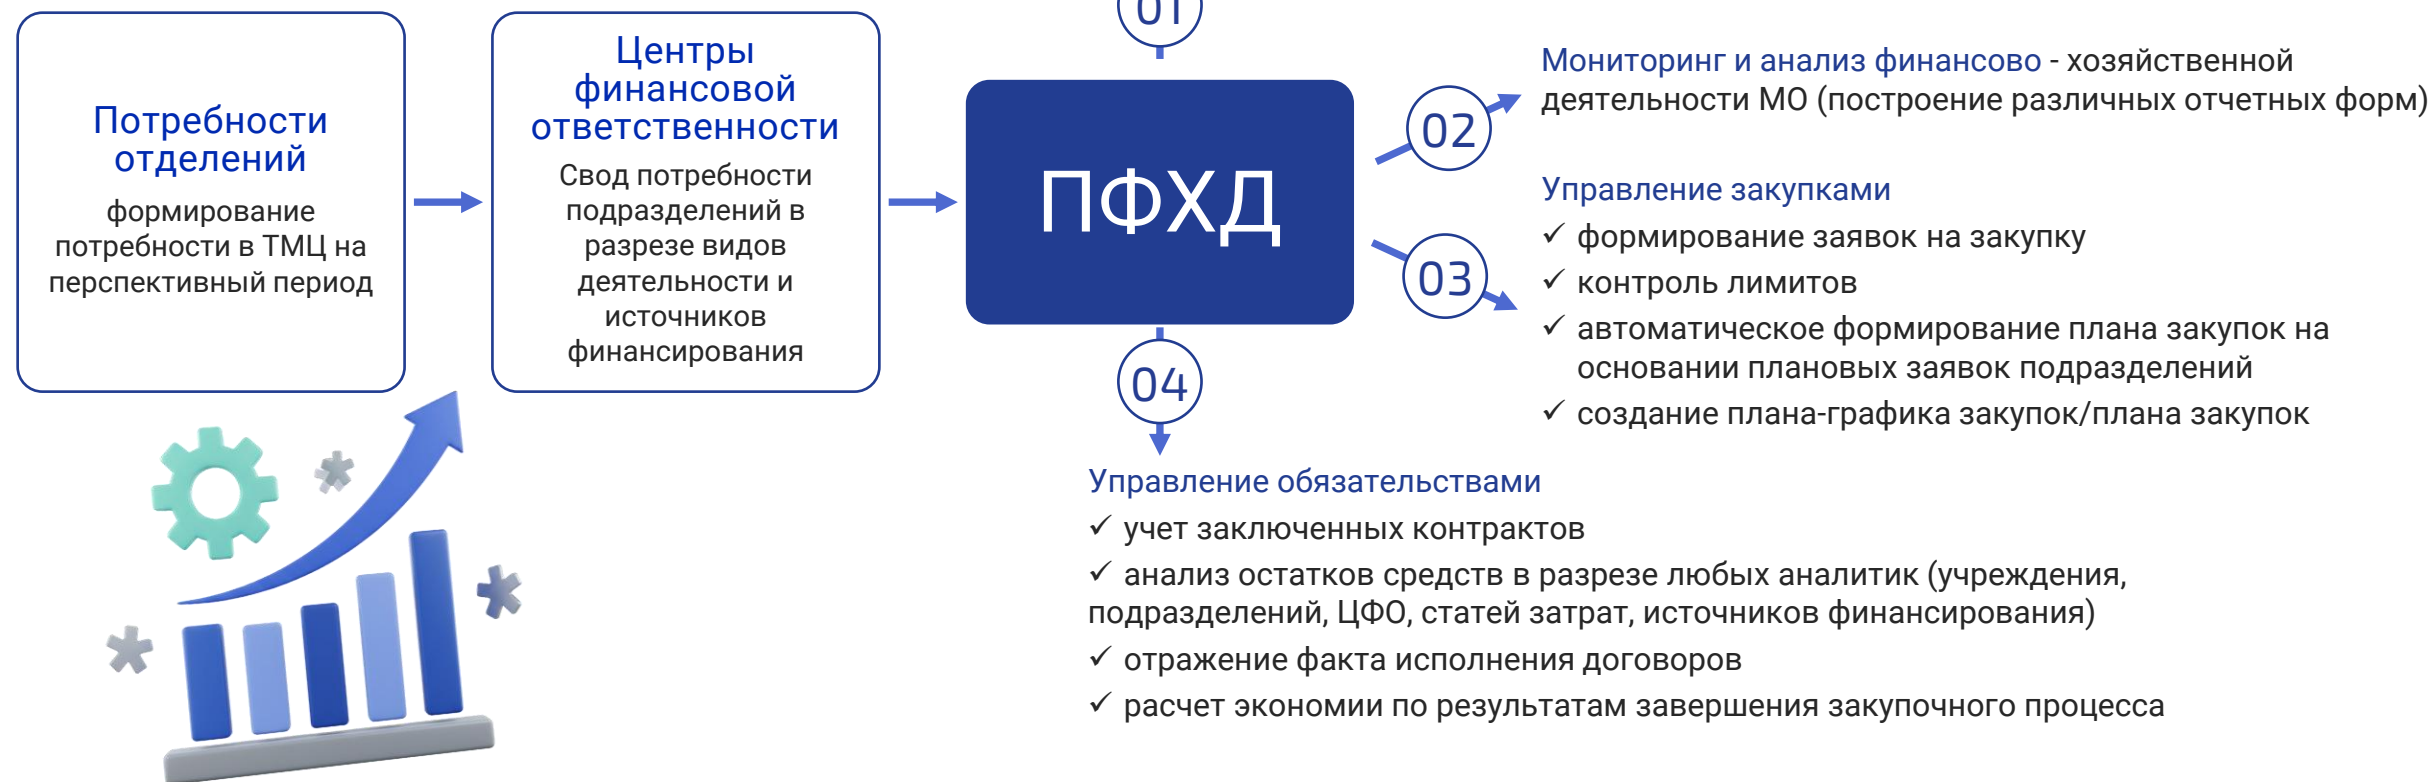 Потребности
отделений
формирование
потребности в ТМЦ на
перспективный период
Центры
финансовой
ответственности
Свод потребности
подразделений в
разрезе видов
деятельности и
источников
финансирования
01
ПФХД
02
Мониторинг и анализ финансово - хозяйственной
деятельности МО (построение различных отчетных форм)
03
Управление закупками
✓ формирование заявок на закупку
✓ контроль лимитов
✓ автоматическое формирование плана закупок на
основании плановых заявок подразделений
✓ создание плана-графика закупок/плана закупок
04
Управление обязательствами
✓ учет заключенных контрактов
✓ анализ остатков средств в разрезе любых аналитик (учреждения,
подразделений, ЦФО, статей затрат, источников финансирования)
✓ отражение факта исполнения договоров
✓ расчет экономии по результатам завершения закупочного процесса